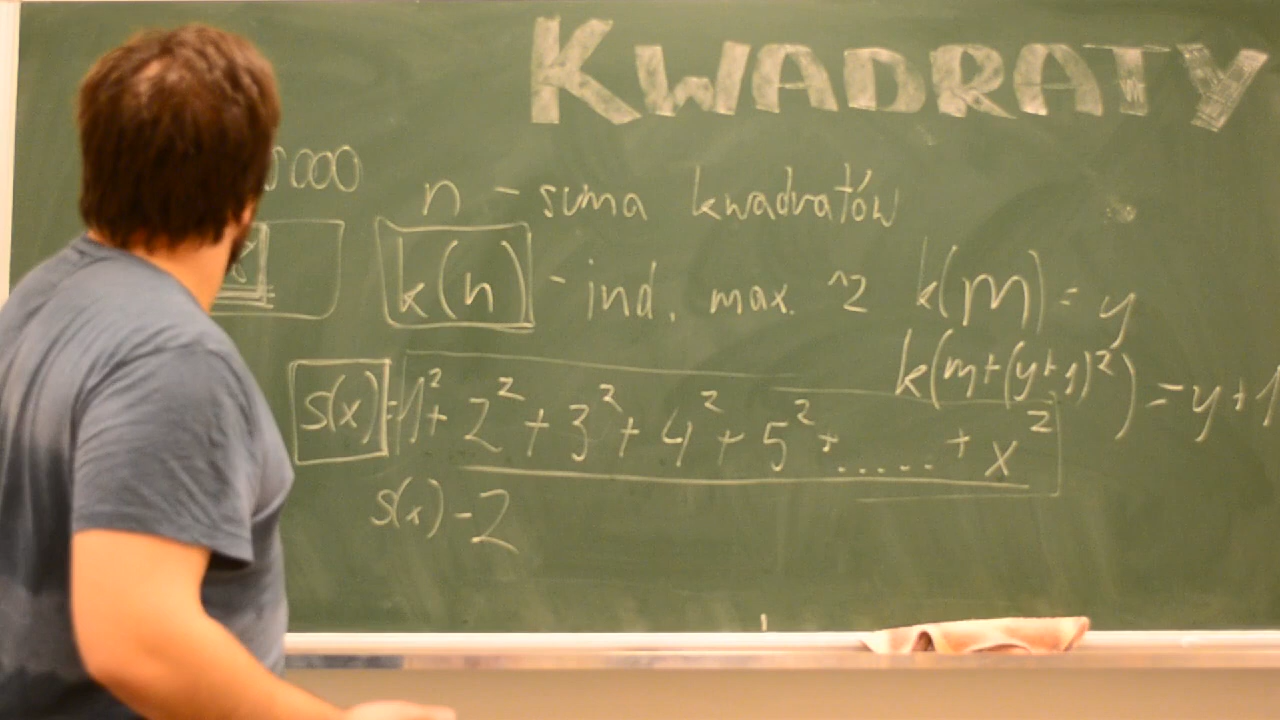 KWADRATY
000
n - suma kwadratów
k(n) - ind. max. ^2
k(m) = y
k(m+(y+1)²) = y+1
s(x) = 1² + 2² + 3² + 4² + 5² + ...... + x²
s(x) - 2